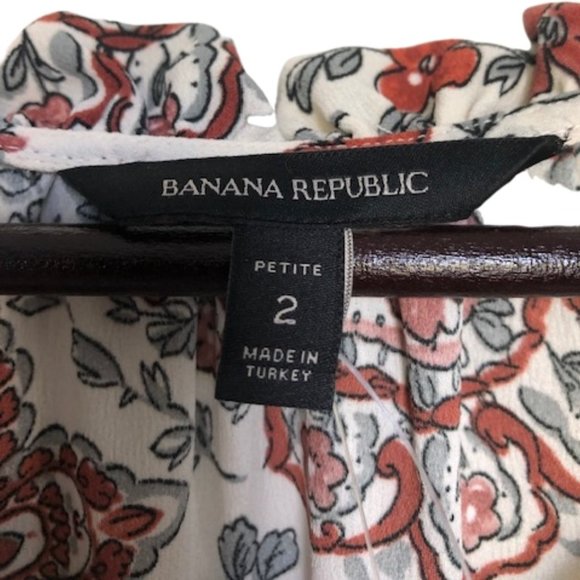 BANANA REPUBLIC
PETITE
2
MADE IN
TURKEY